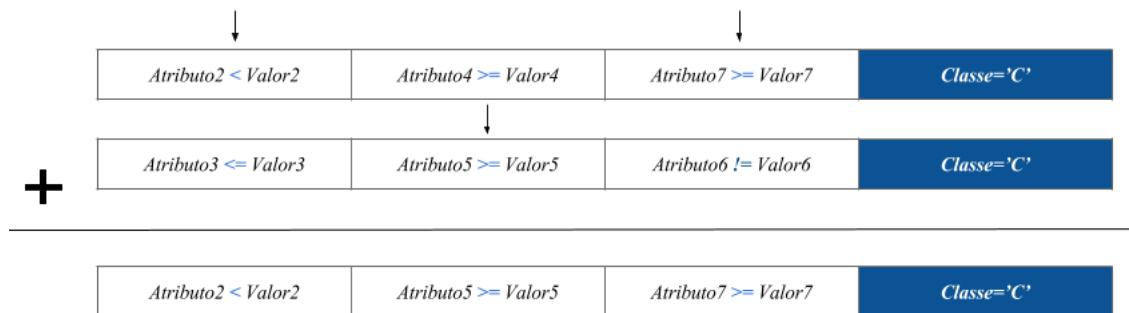 Atributo2 < Valor2 Atributo4 >= Valor4 Atributo7 >= Valor7 Classe='C'
Atributo3 <= Valor3 Atributo5 >= Valor5 Atributo6 != Valor6 Classe='C'
+
Atributo2 < Valor2 Atributo5 >= Valor5 Atributo7 >= Valor7 Classe='C'